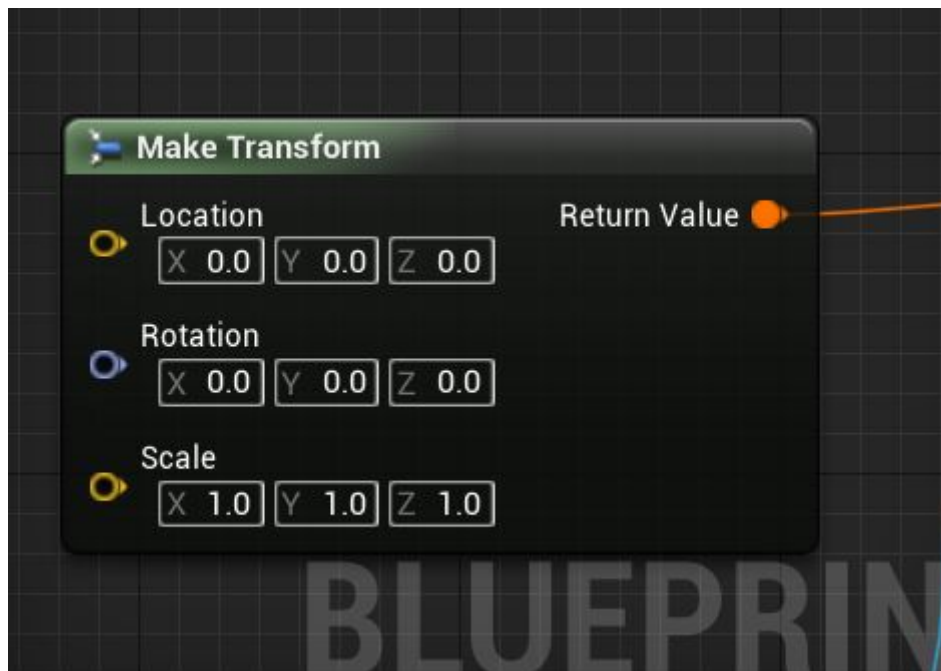 Make Transform
Location
Return Value
X 0.0 Y 0.0 Z 0.0
Rotation
X 0.0 Y 0.0 Z 0.0
Scale
X 1.0 Y 1.0 Z 1.0
BLUEPRIN